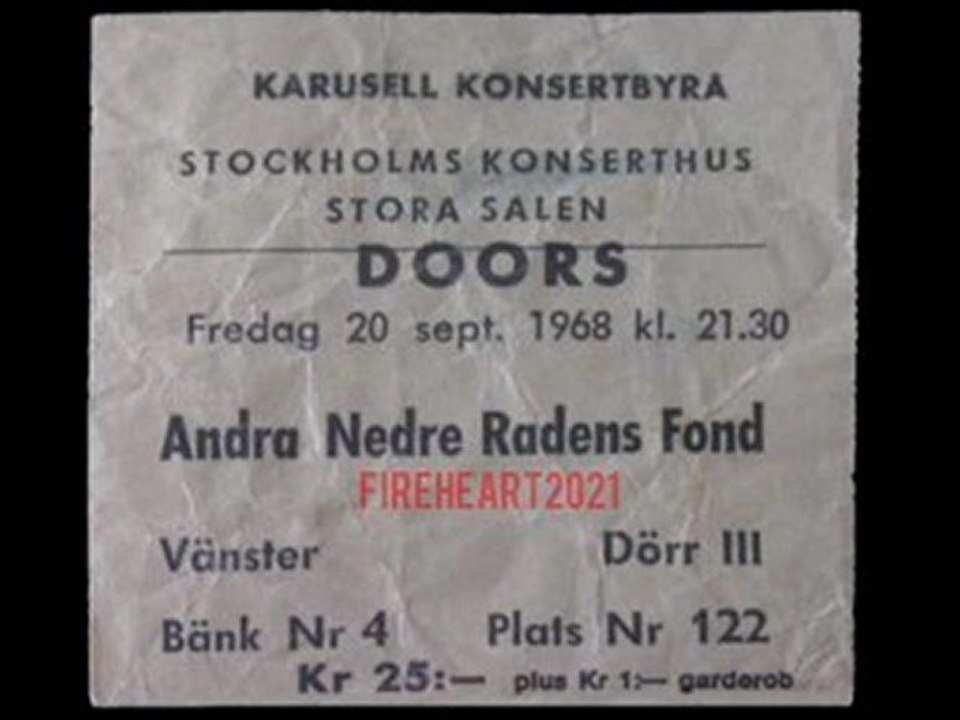 KARUSELL KONSERTBYRÅ
STOCKHOLMS KONSERTHUS
STORA SALEN
DOORS
Fredag 20 sept. 1968 kl. 21.30
Andra Nedre Radens Fond
FIREHEART2021
Vänster Dörr III
Bänk Nr 4 Plats Nr 122
Kr 25:— plus Kr 1:— garderob